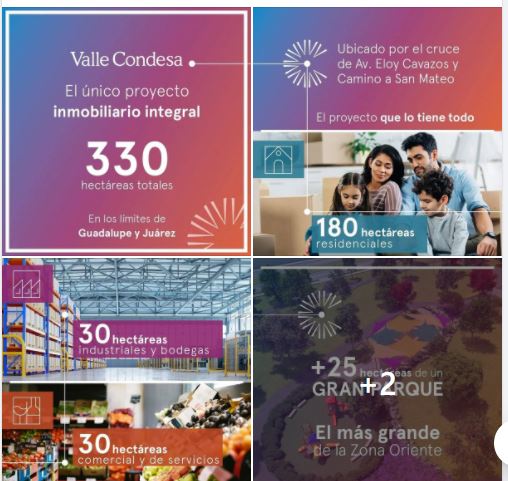 Valle Condesa
El único proyecto
inmobiliario integral
330
hectáreas totales
En los límites de
Guadalupe y Juárez
Ubicado por el cruce
de Av. Eloy Cavazos y
Camino a San Mateo
El proyecto que lo tiene todo
180 hectáreas
residenciales
30 hectáreas
industriales y bodegas
30 hectáreas
comercial y de servicios
+25 hectáreas de un
GRAN PARQUE
+2
El más grande
de la Zona Oriente